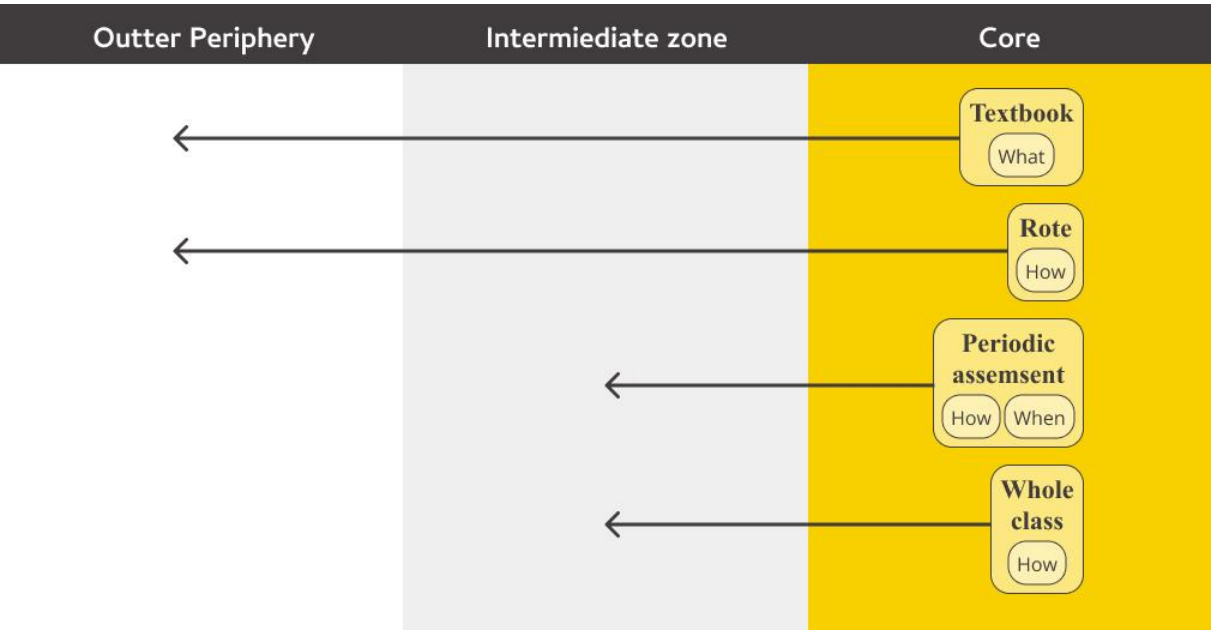 Outter Periphery
Intermiediate zone
Core
Textbook
What
Rote
How
Periodic
assemsent
How
When
Whole
class
How